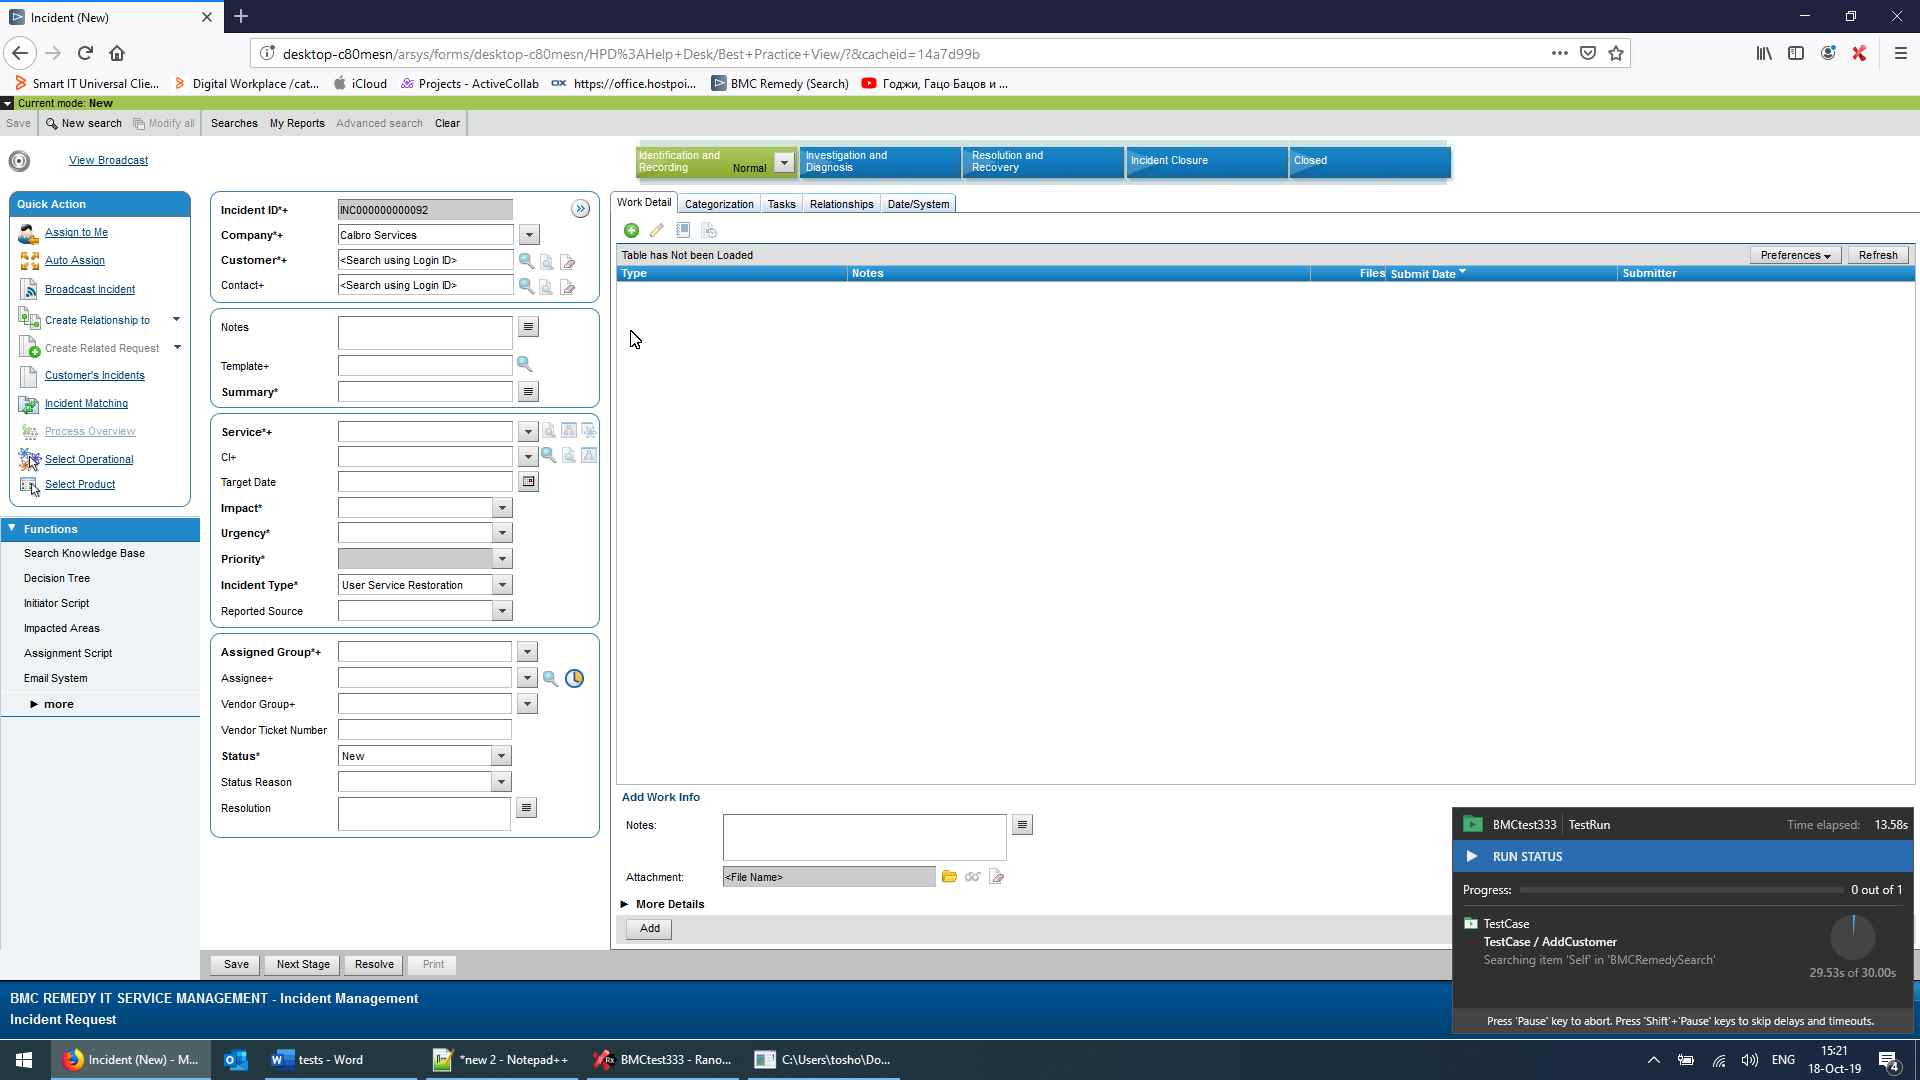 Incident (New)
desktop-c80mesn/arsys/forms/desktop-c80mesn/HPD%3AHelp+Desk/Best+Practice+View/?&cacheid=14a7d99b
Smart IT Universal Clie... Digital Workplace /cat... iCloud Projects - ActiveCollab https://office.hostpoi... BMC Remedy (Search) Годжи, Гацо Бацов и ...
Current mode: New
Save New search Modify all Searches My Reports Advanced search Clear
View Broadcast
Identification and Recording Normal
Investigation and Diagnosis
Resolution and Recovery
Incident Closure
Closed
Quick Action
Assign to Me
Auto Assign
Broadcast Incident
Create Relationship to
Create Related Request
Customer's Incidents
Incident Matching
Process Overview
Select Operational
Select Product
Functions
Search Knowledge Base
Decision Tree
Initiator Script
Impacted Areas
Assignment Script
Email System
more
Incident ID*+ INC000000000092
Company*+ Calbro Services
Customer*+ <Search using Login ID>
Contact+ <Search using Login ID>
Notes
Template+
Summary*
Service*+
CI+
Target Date
Impact*
Urgency*
Priority*
Incident Type* User Service Restoration
Reported Source
Assigned Group*+
Assignee+
Vendor Group+
Vendor Ticket Number
Status* New
Status Reason
Resolution
Work Detail Categorization Tasks Relationships Date/System
Table has Not been Loaded Preferences Refresh
Type Notes Files Submit Date Submitter
Add Work Info
Notes:
Attachment: <File Name>
More Details
Add
Save Next Stage Resolve Print
BMC REMEDY IT SERVICE MANAGEMENT - Incident Management
Incident Request
BMCtest333 TestRun Time elapsed: 13.58s
RUN STATUS
Progress: 0 out of 1
TestCase
TestCase / AddCustomer
Searching item 'Self' in 'BMCRemedySearch'
29.53s of 30.00s
Press 'Pause' key to abort. Press 'Shift'+'Pause' keys to skip delays and timeouts.
Incident (New) - M... tests - Word *new 2 - Notepad++ BMCtest333 - Rano... C:\Users\tosho\Do... ENG 15:21
18-Oct-19 4